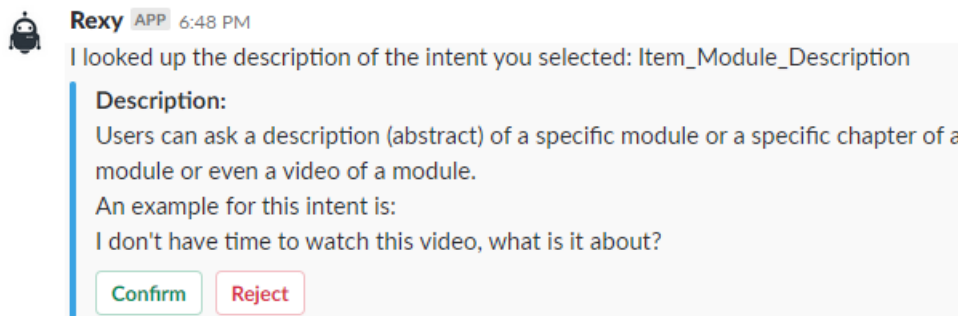 Rexy APP 6:48 PM
I looked up the description of the intent you selected: Item_Module_Description
Description:
Users can ask a description (abstract) of a specific module or a specific chapter of a
module or even a video of a module.
An example for this intent is:
I don't have time to watch this video, what is it about?
Confirm Reject